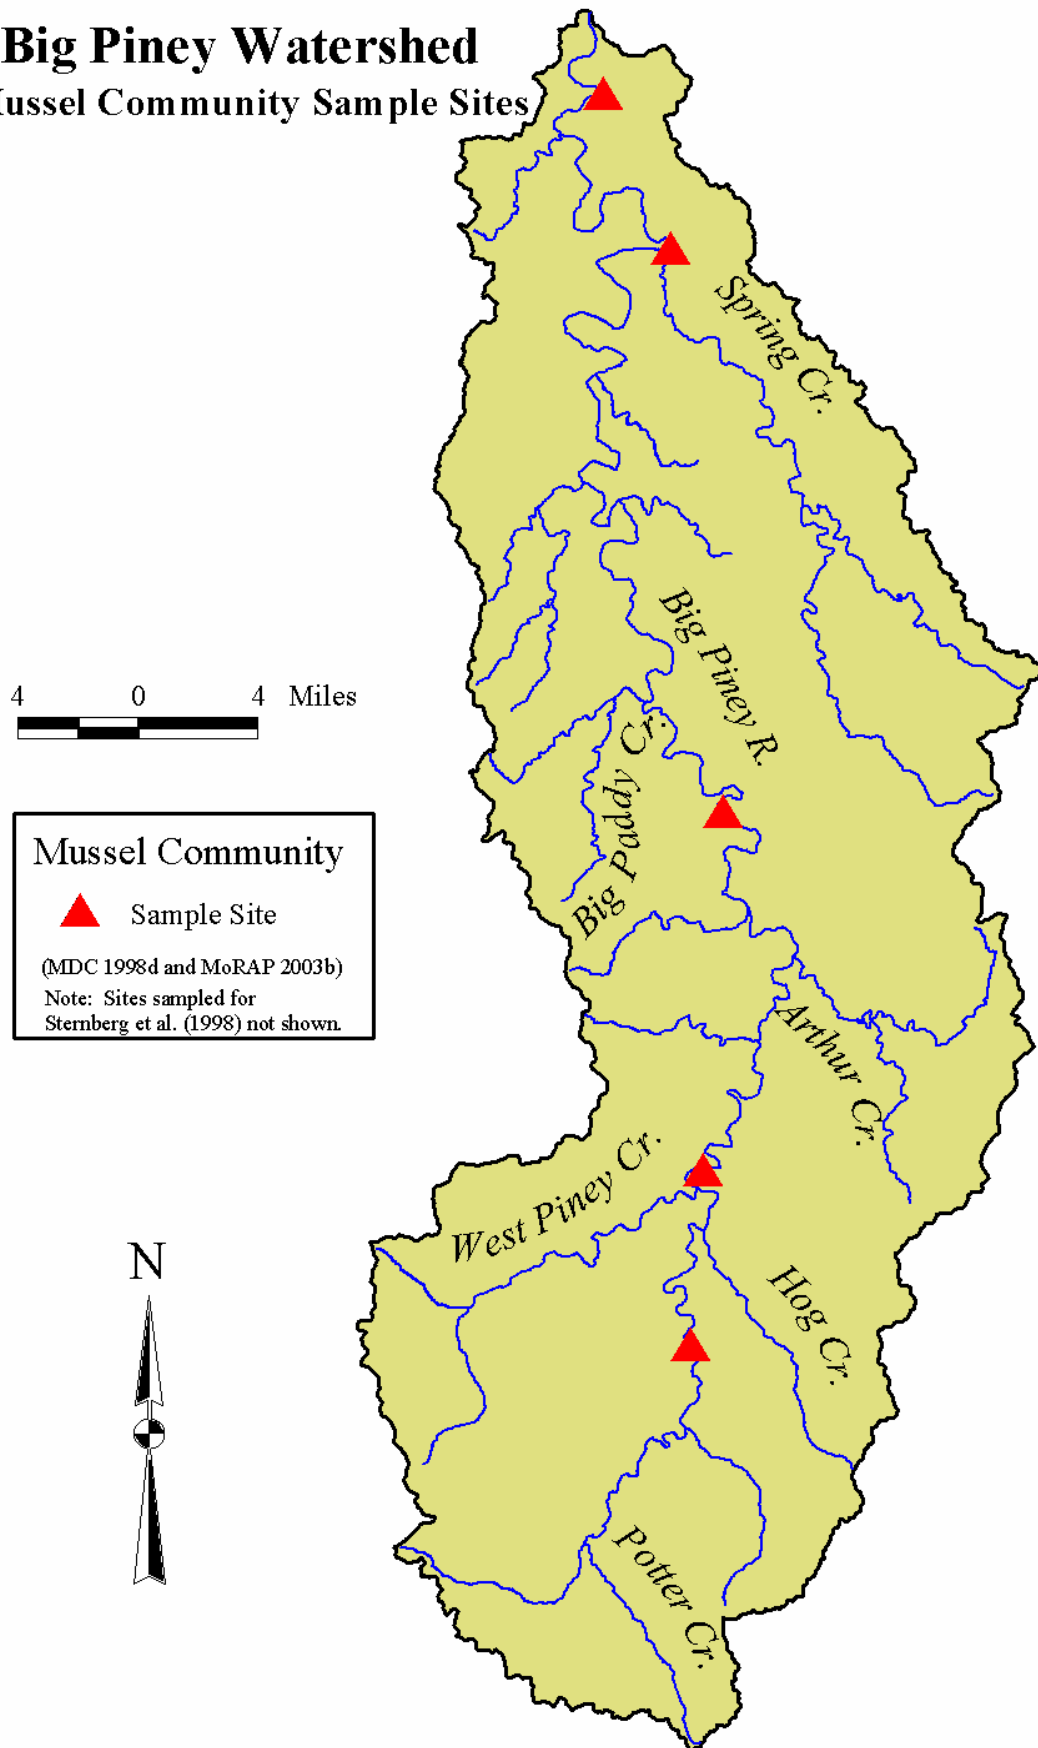 Big Piney Watershed
ussel Community Sample Sites
Spring Cr.
Big Piney R.
4 0 4 Miles
Big Paddy Cr.
Mussel Community
Sample Site
(MDC 1998d and MoRAP 2003b)
Note: Sites sampled for
Sternberg et al. (1998) not shown.
Arthur Cr.
West Piney Cr.
N
Hog Cr.
Potter Cr.